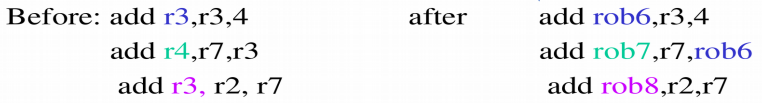 Before: add r3,r3,4 after add rob6,r3,4
add r4,r7,r3 add rob7,r7,rob6
add r3, r2, r7 add rob8,r2,r7